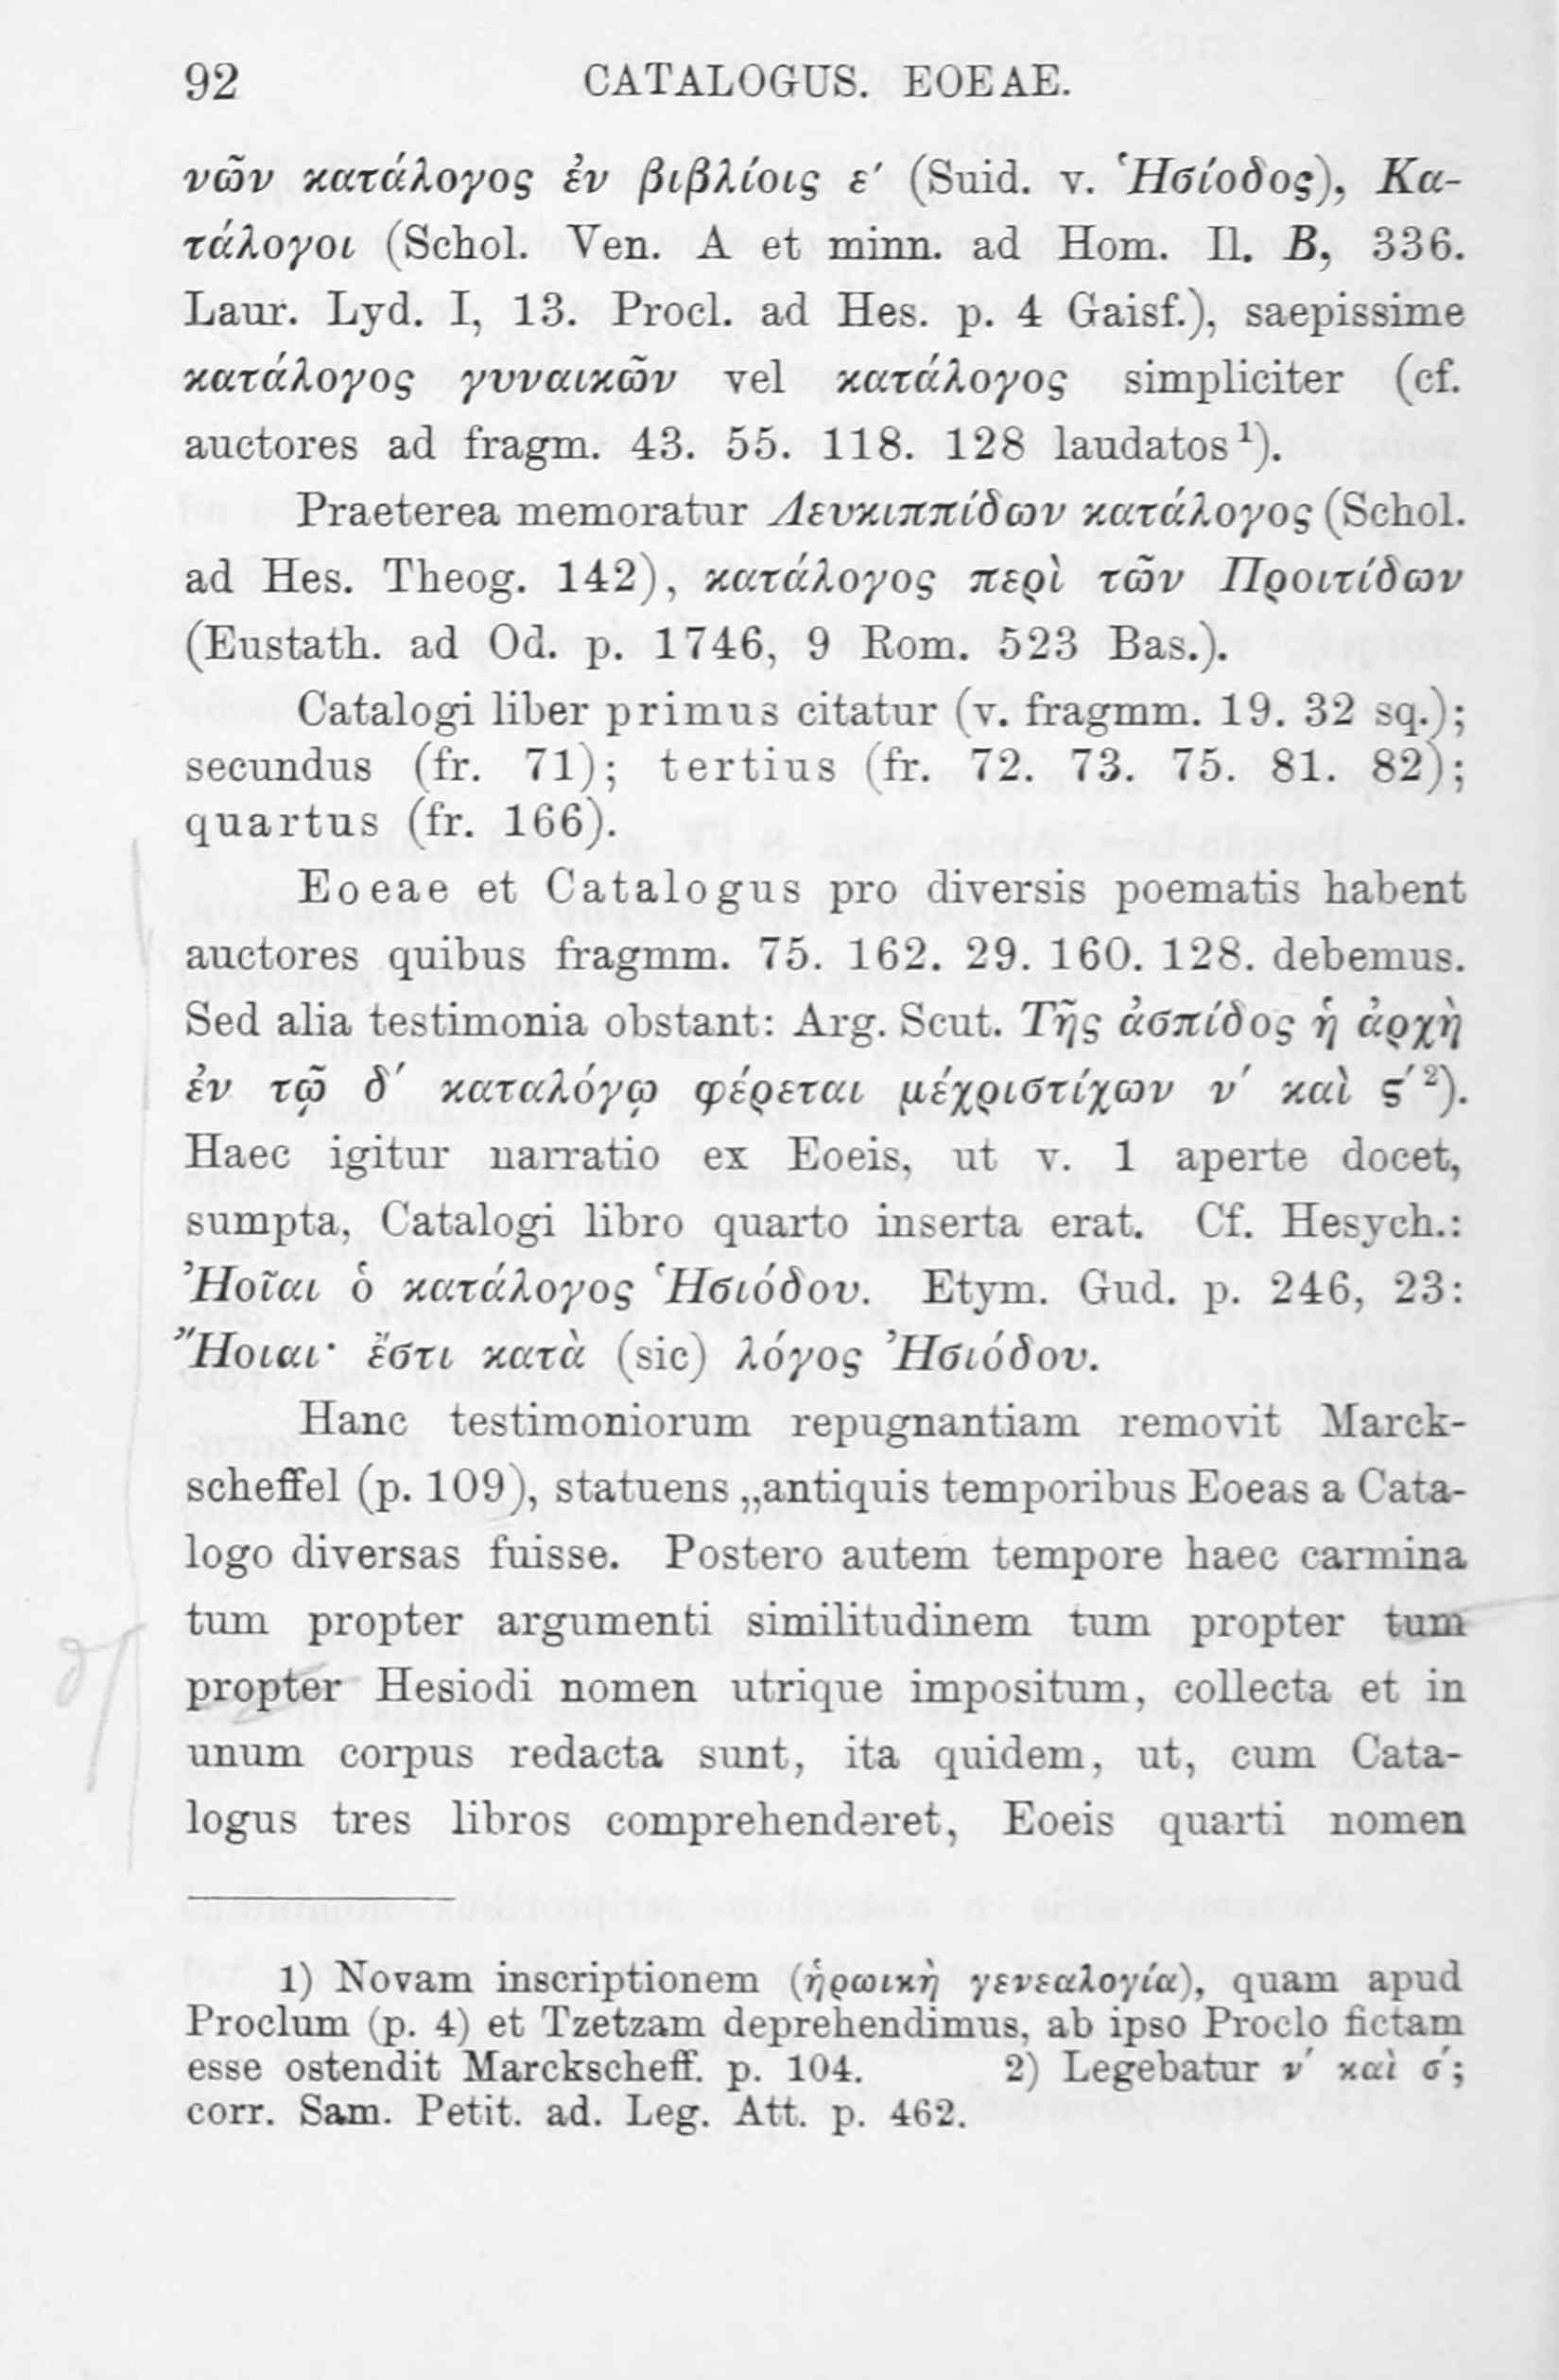 92 CATALOGUS. EOEAE.
νῶν κατάλογος ἐν βιβλίοις ε′ (Suid. v. Ἡσίοδος), Κα-
τάλογοι (Schol. Ven. A et minn. ad Hom. Il. B, 336.
Laur. Lyd. I, 13. Procl. ad Hes. p. 4 Gaisf.), saepissime
κατάλογος γυναικῶν vel κατάλογος simpliciter (cf.
auctores ad fragm. 43. 55. 118. 128 laudatos ¹).
Praeterea memoratur Λευκιππίδων κατάλογος (Schol.
ad Hes. Theog. 142), κατάλογος περὶ τῶν Προιτίδων
(Eustath. ad Od. p. 1746, 9 Rom. 523 Bas.).
Catalogi liber primus citatur (v. fragmm. 19. 32 sq.);
secundus (fr. 71); tertius (fr. 72. 73. 75. 81. 82);
quartus (fr. 166).
Eoeae et Catalogus pro diversis poematis habent
auctores quibus fragmm. 75. 162. 29. 160. 128. debemus.
Sed alia testimonia obstant: Arg. Scut. Τῆς ἀσπίδος ἡ ἀρχὴ
ἐν τῷ δ′ καταλόγῳ φέρεται μέχριστίχων ν′ καὶ ς′ ²).
Haec igitur narratio ex Eoeis, ut v. 1 aperte docet,
sumpta, Catalogi libro quarto inserta erat. Cf. Hesych.:
Ἠοῖαι ὁ κατάλογος Ἡσιόδου. Etym. Gud. p. 246, 23:
Ἤοιαι· ἔστι κατὰ (sic) λόγος Ἠσιόδου.
Hanc testimoniorum repugnantiam removit Marck-
scheffel (p. 109), statuens „antiquis temporibus Eoeas a Cata-
logo diversas fuisse. Postero autem tempore haec carmina
tum propter argumenti similitudinem tum propter tum
propter Hesiodi nomen utrique impositum, collecta et in
unum corpus redacta sunt, ita quidem, ut, cum Cata-
logus tres libros comprehenderet, Eoeis quarti nomen
1) Novam inscriptionem (ἡρωικὴ γενεαλογία), quam apud
Proclum (p. 4) et Tzetzam deprehendimus, ab ipso Proclo fictam
esse ostendit Marckscheff. p. 104. 2) Legebatur ν′ καὶ σ′;
corr. Sam. Petit. ad. Leg. Att. p. 462.